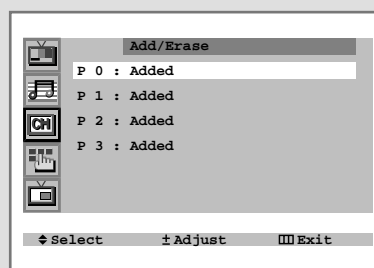 Add/Erase
P 0 : Added
P 1 : Added
CH
P 2 : Added
P 3 : Added
Select ± Adjust Exit